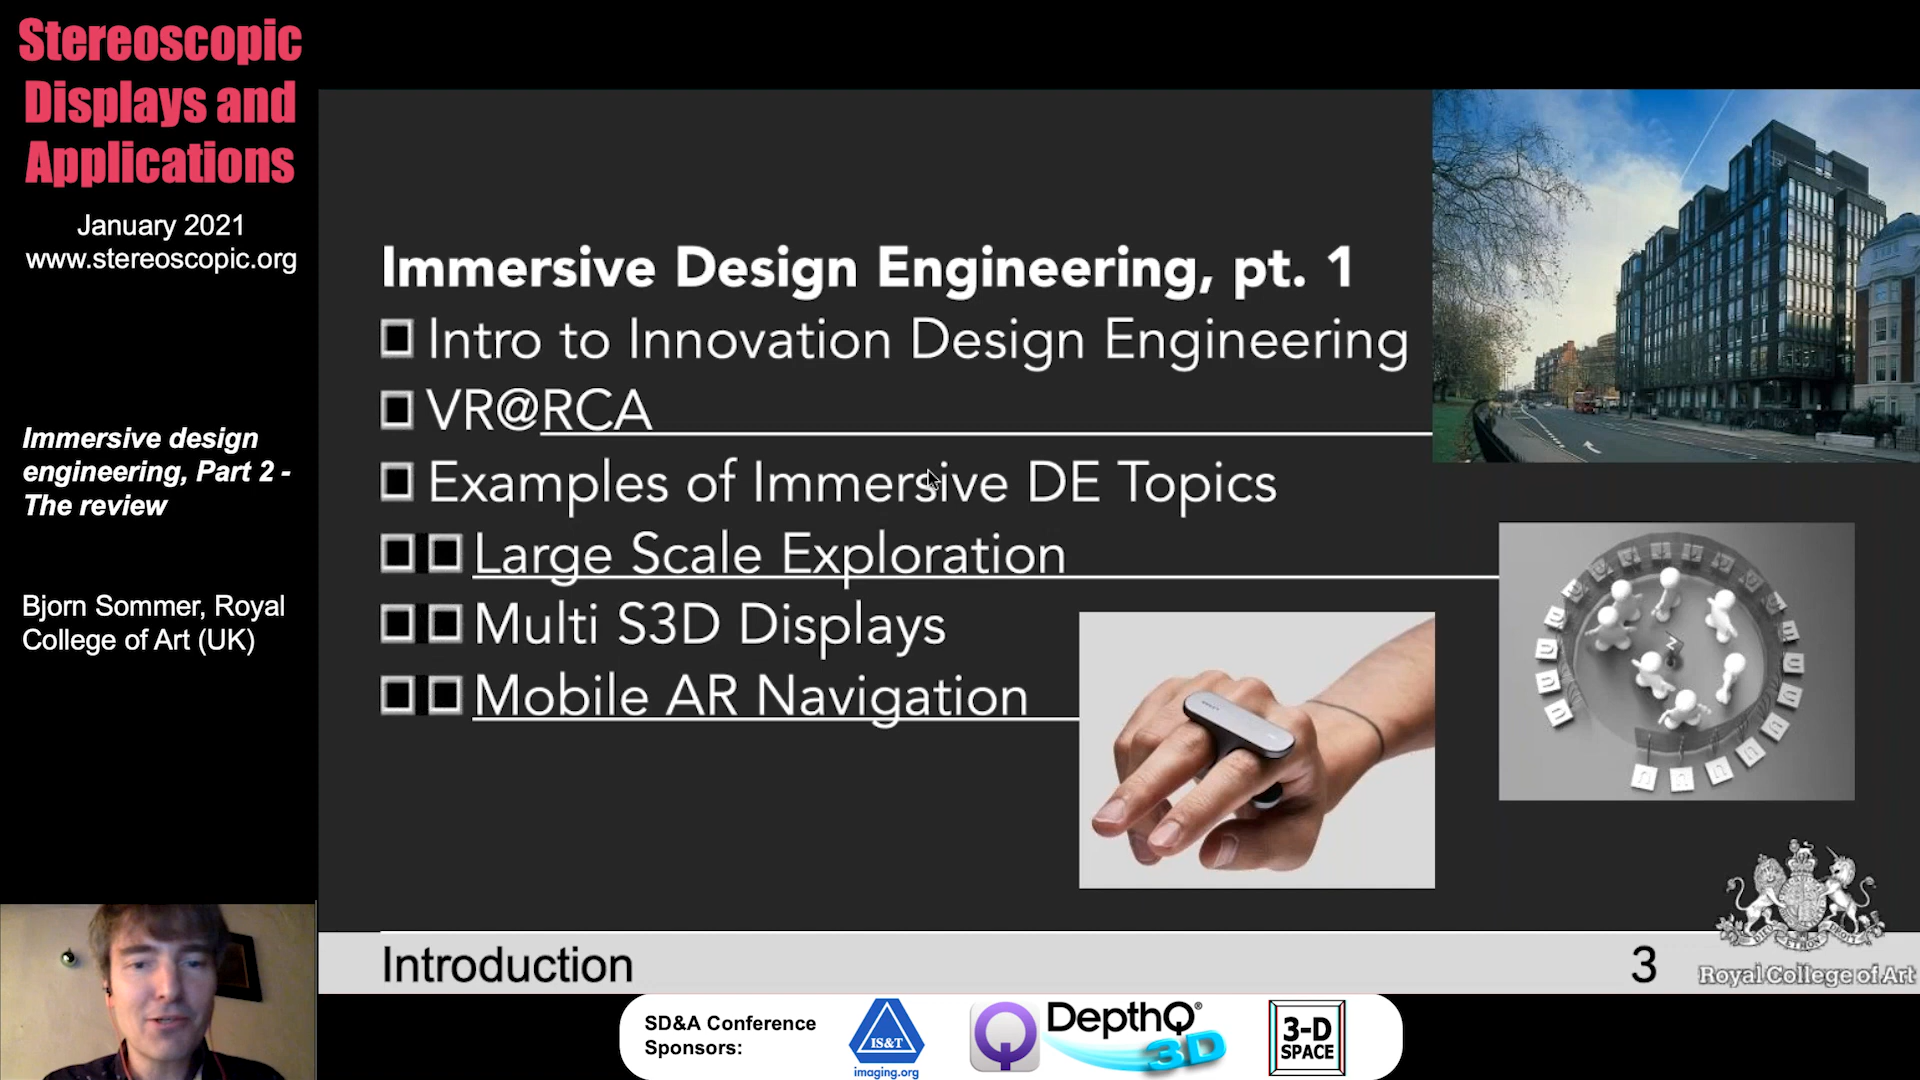 Stereoscopic
Displays and
Applications
January 2021
www.stereoscopic.org
Immersive design
engineering, Part 2 -
The review
Bjorn Sommer, Royal
College of Art (UK)
Immersive Design Engineering, pt. 1
Intro to Innovation Design Engineering
VR@RCA
Examples of Immersive DE Topics
Large Scale Exploration
Multi S3D Displays
Mobile AR Navigation
Introduction
3
Royal College of Art
SD&A Conference
Sponsors:
IS&T
imaging.org
DepthQ®
3D
3-D
SPACE